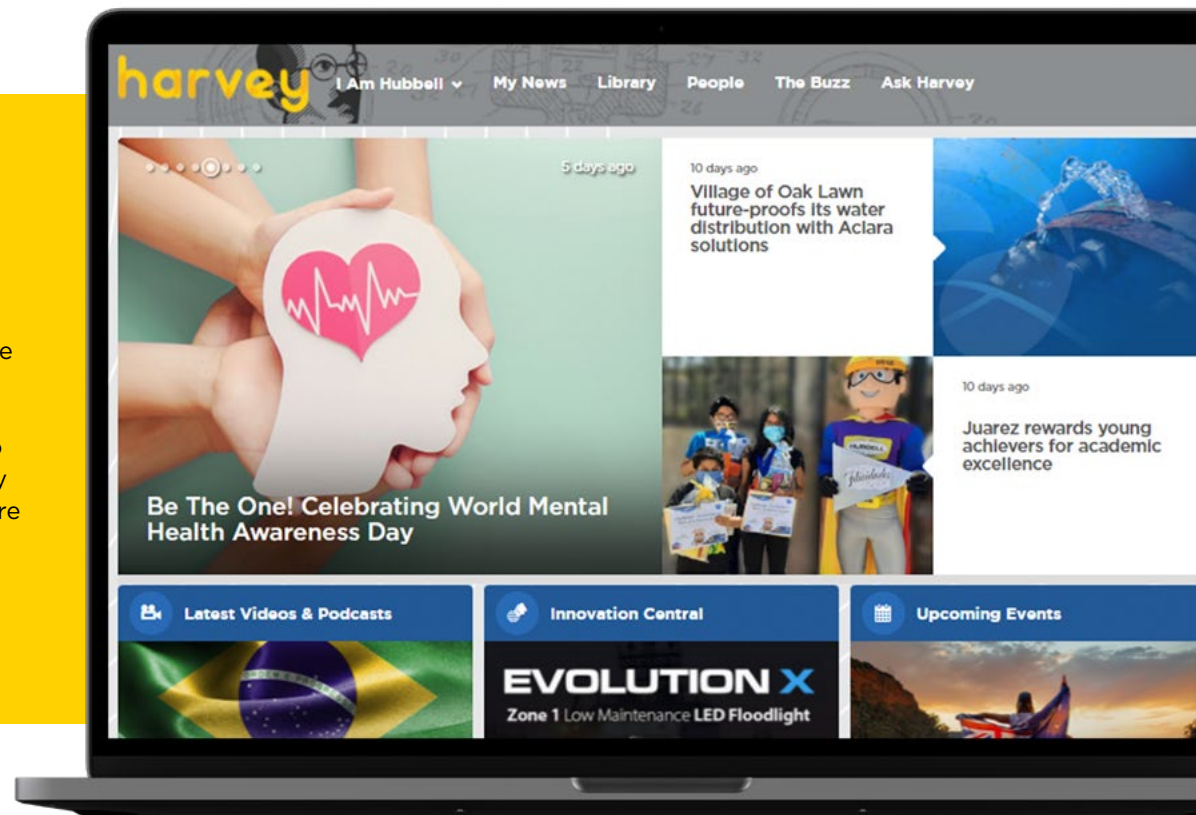 harvey
I Am Hubbell
My News
Library
People
The Buzz
Ask Harvey
5 days ago
Be The One! Celebrating World Mental
Health Awareness Day
10 days ago
Village of Oak Lawn
future-proofs its water
distribution with Aclara
solutions
HUBBELL
Felicidades
10 days ago
Juarez rewards young
achievers for academic
excellence
Latest Videos & Podcasts
Innovation Central
EVOLUTION X
Zone 1 Low Maintenance LED Floodlight
Upcoming Events